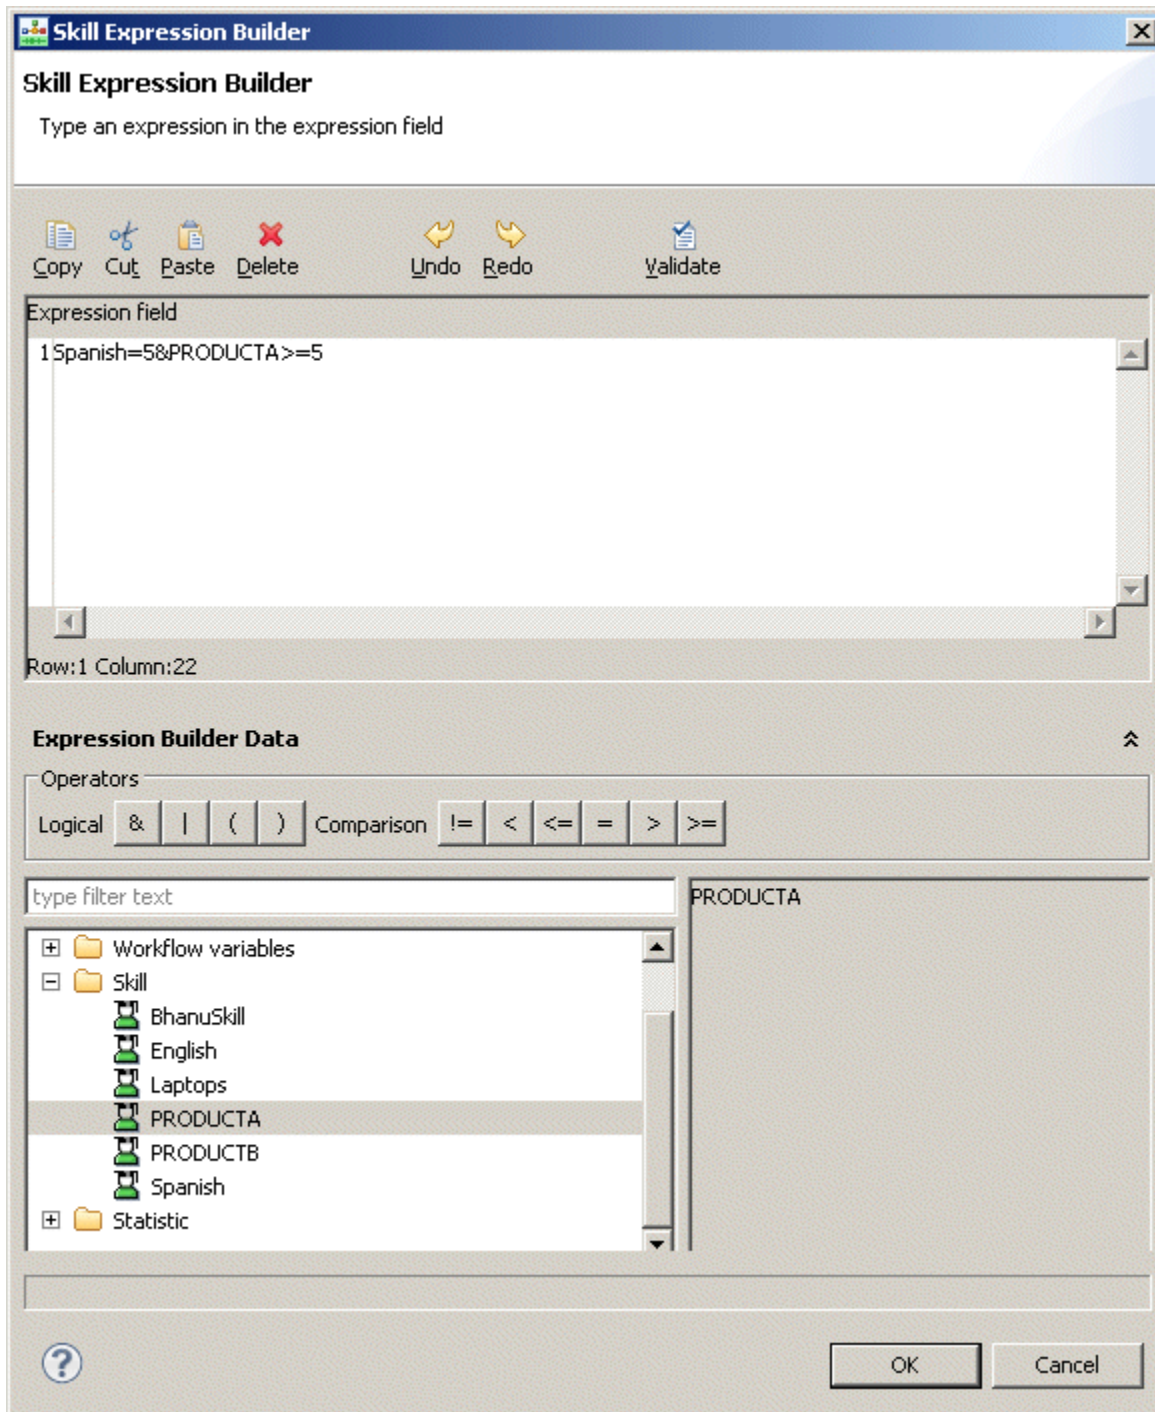 Skill Expression Builder
Skill Expression Builder
Type an expression in the expression field
Copy Cut Paste Delete Undo Redo Validate
Expression field
1 Spanish=5&PRODUCTA>=5
Row:1 Column:22
Expression Builder Data
Operators
Logical & | ( ) Comparison != < <= = > >=
type filter text
PRODUCTA
Workflow variables
Skill
BhanuSkill
English
Laptops
PRODUCTA
PRODUCTB
Spanish
Statistic
OK Cancel